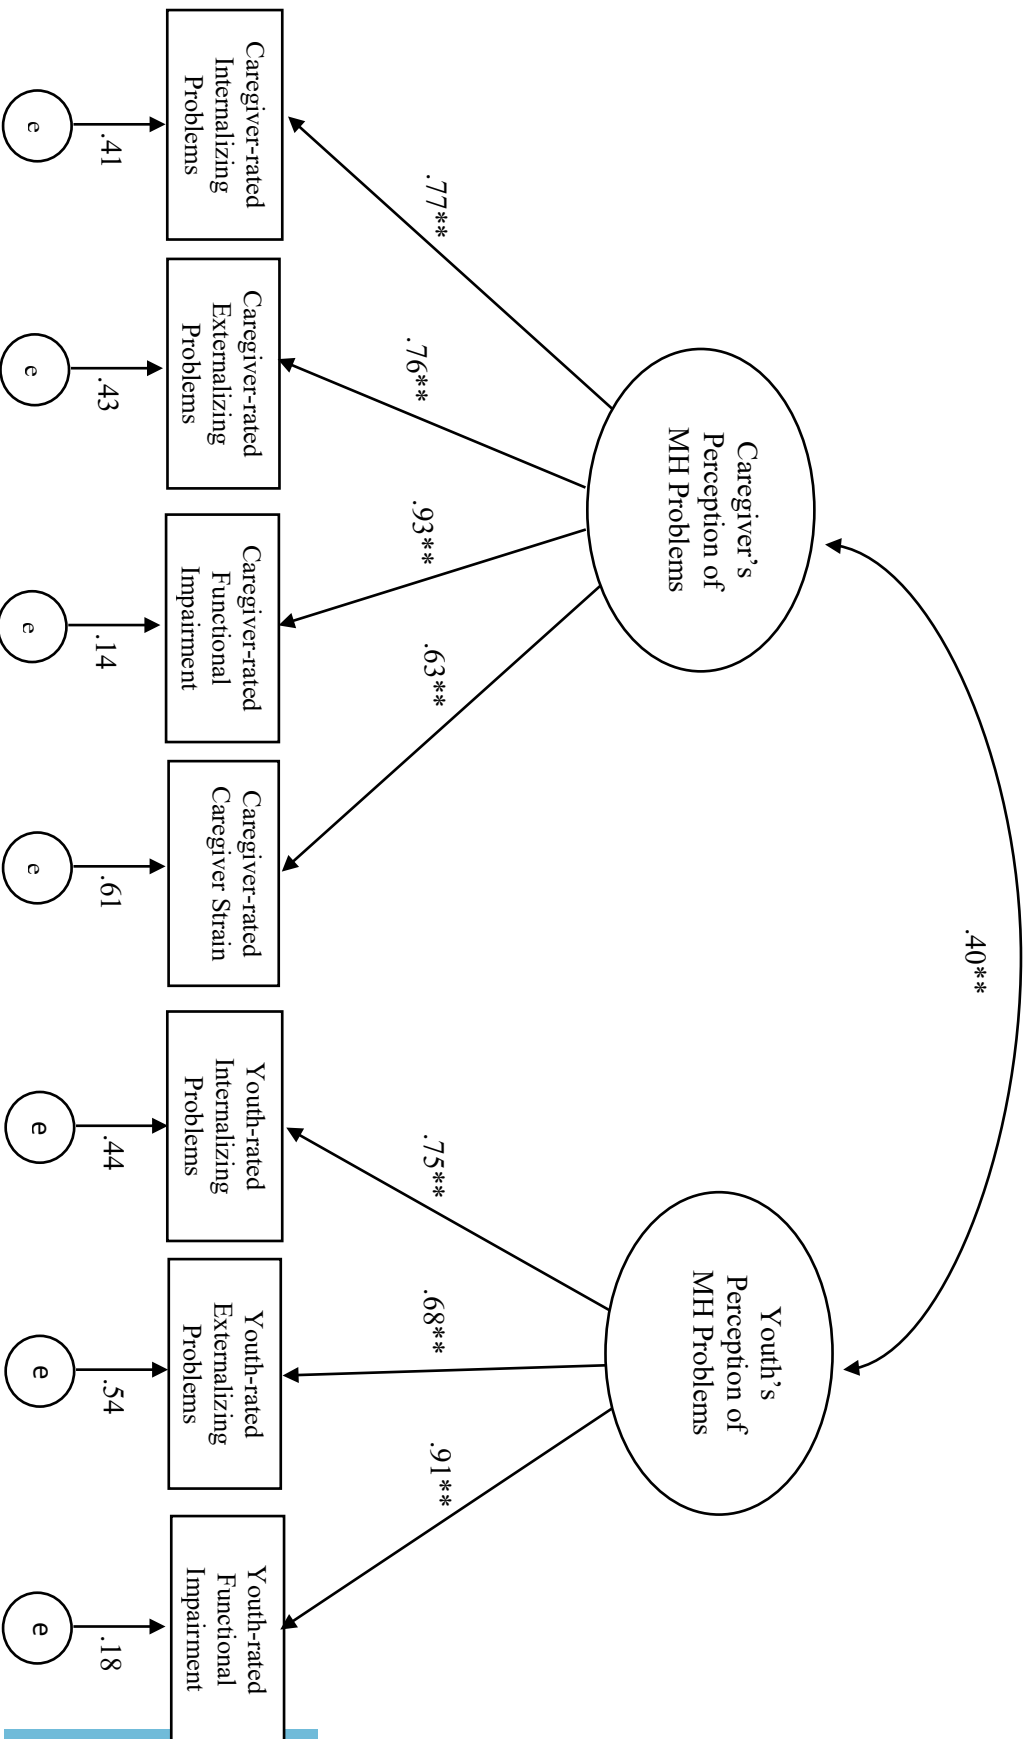 .40**
Caregiver’s
Perception of
MH Problems
Youth’s
Perception of
MH Problems
.77**
.76**
.93**
.63**
.75**
.68**
.91**
Caregiver-rated
Internalizing
Problems
Caregiver-rated
Externalizing
Problems
Caregiver-rated
Functional
Impairment
Caregiver-rated
Caregiver Strain
Youth-rated
Internalizing
Problems
Youth-rated
Externalizing
Problems
Youth-rated
Functional
Impairment
.41
.43
.14
.61
.44
.54
.18
e
e
e
e
e
e
e